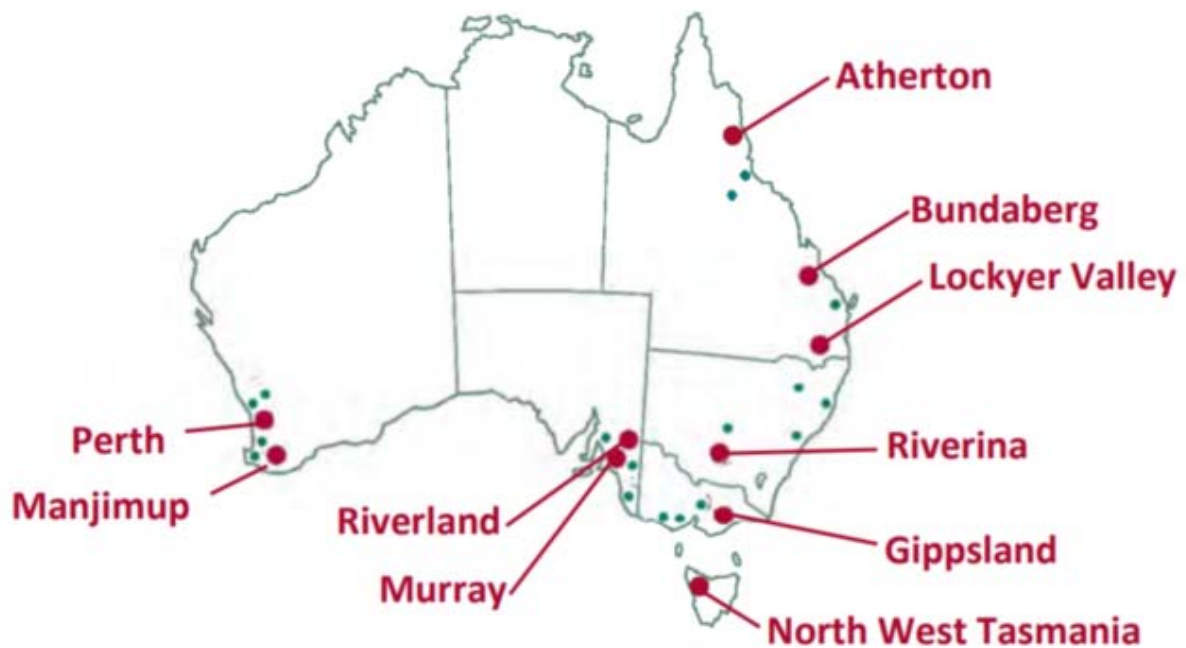 Atherton
Bundaberg
Lockyer Valley
Perth
Riverina
Manjimup
Riverland
Gippsland
Murray
North West Tasmania